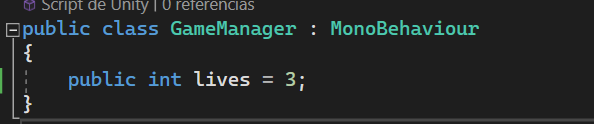 Script de Unity | 0 referencias
public class GameManager : MonoBehaviour
{
    public int lives = 3;
}